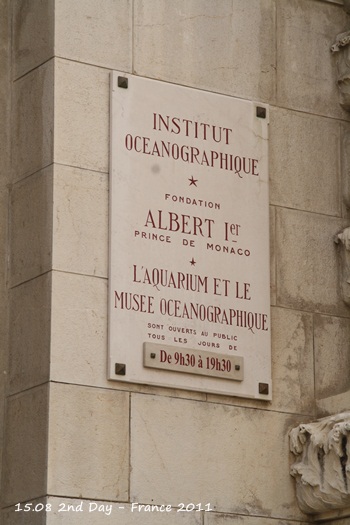 INSTITUT
OCEANOGRAPHIQUE
FONDATION
ALBERT Ier
PRINCE DE MONACO
L'AQUARIUM ET LE
MUSÉE OCEANOGRAPHIQUE
SONT OUVERTS AU PUBLIC
TOUS LES JOURS DE
De 9h30 à 19h30
15.08 2nd Day - France 2011